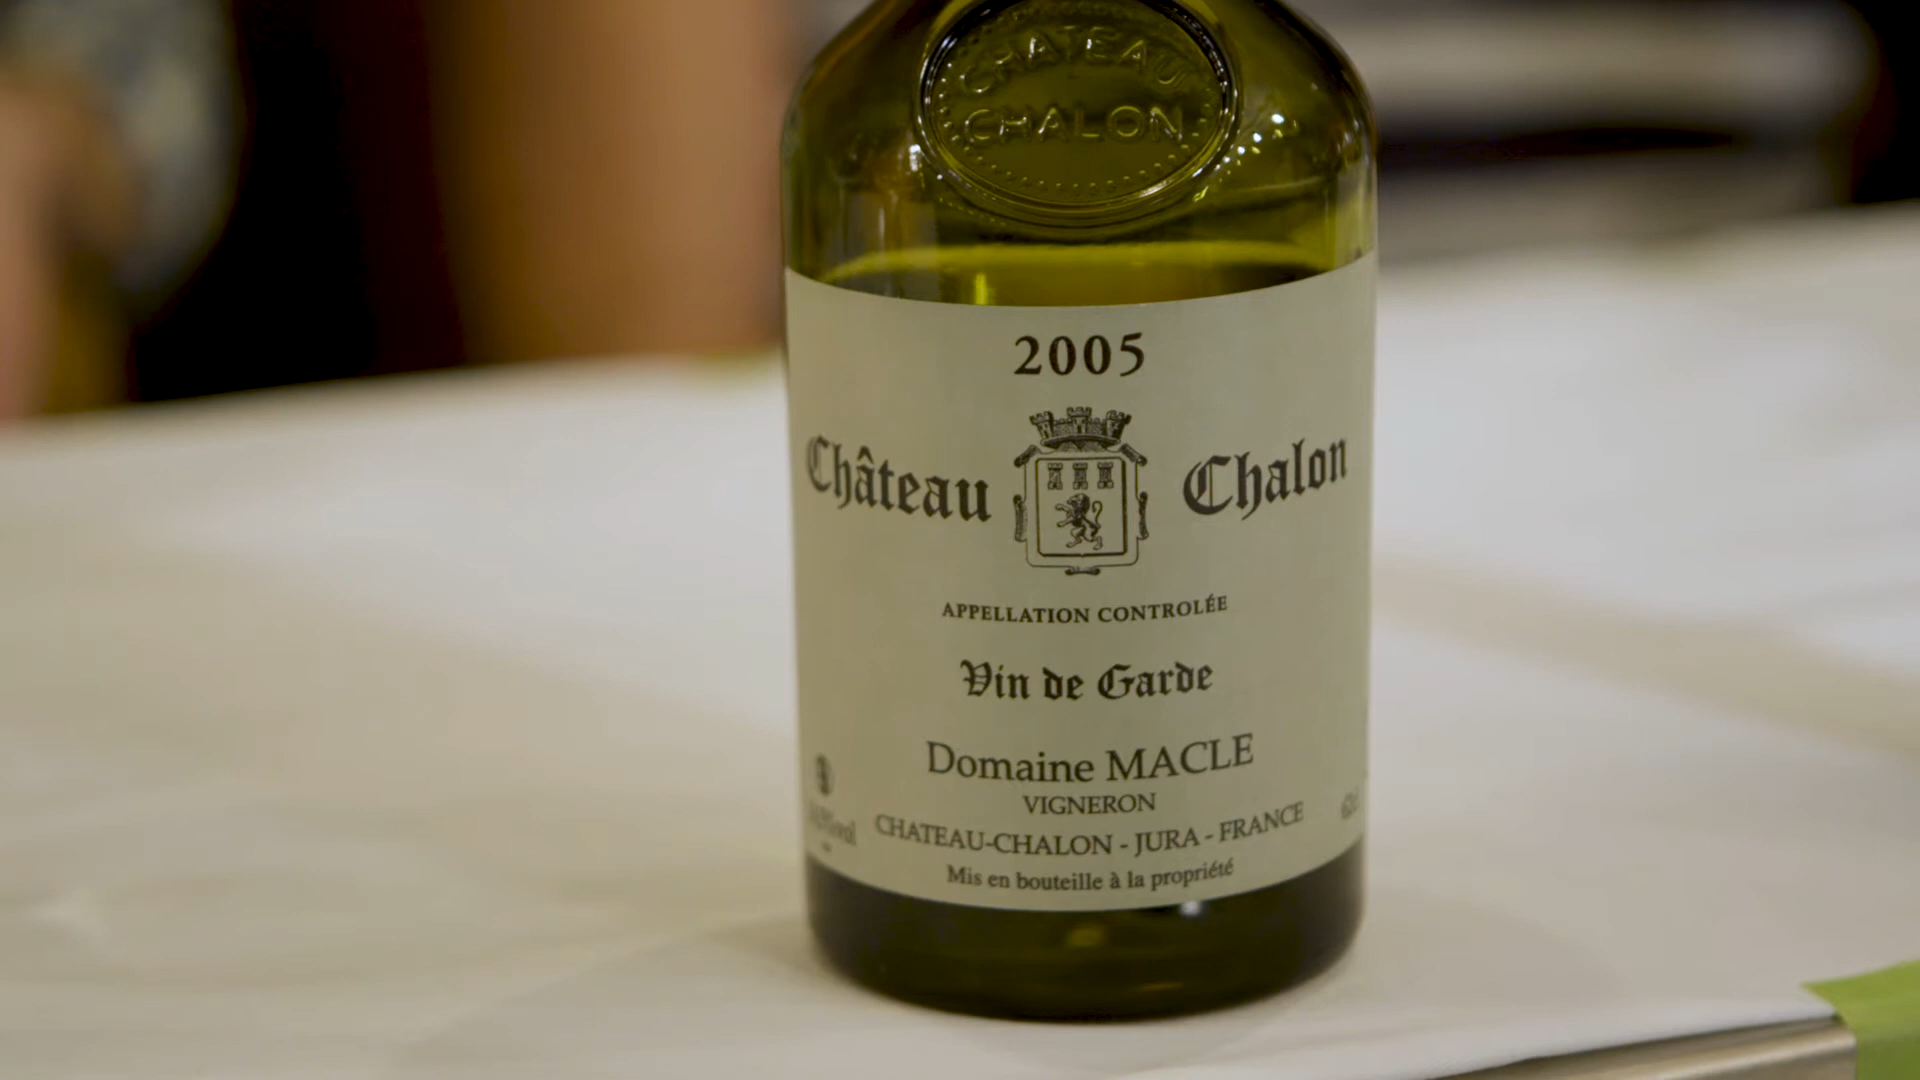 CHATEAU
CHALON
2005
Château Chalon
APPELLATION CONTROLÉE
Vin de Garde
Domaine MACLE
VIGNERON
CHATEAU-CHALON - JURA - FRANCE
Mis en bouteille à la propriété